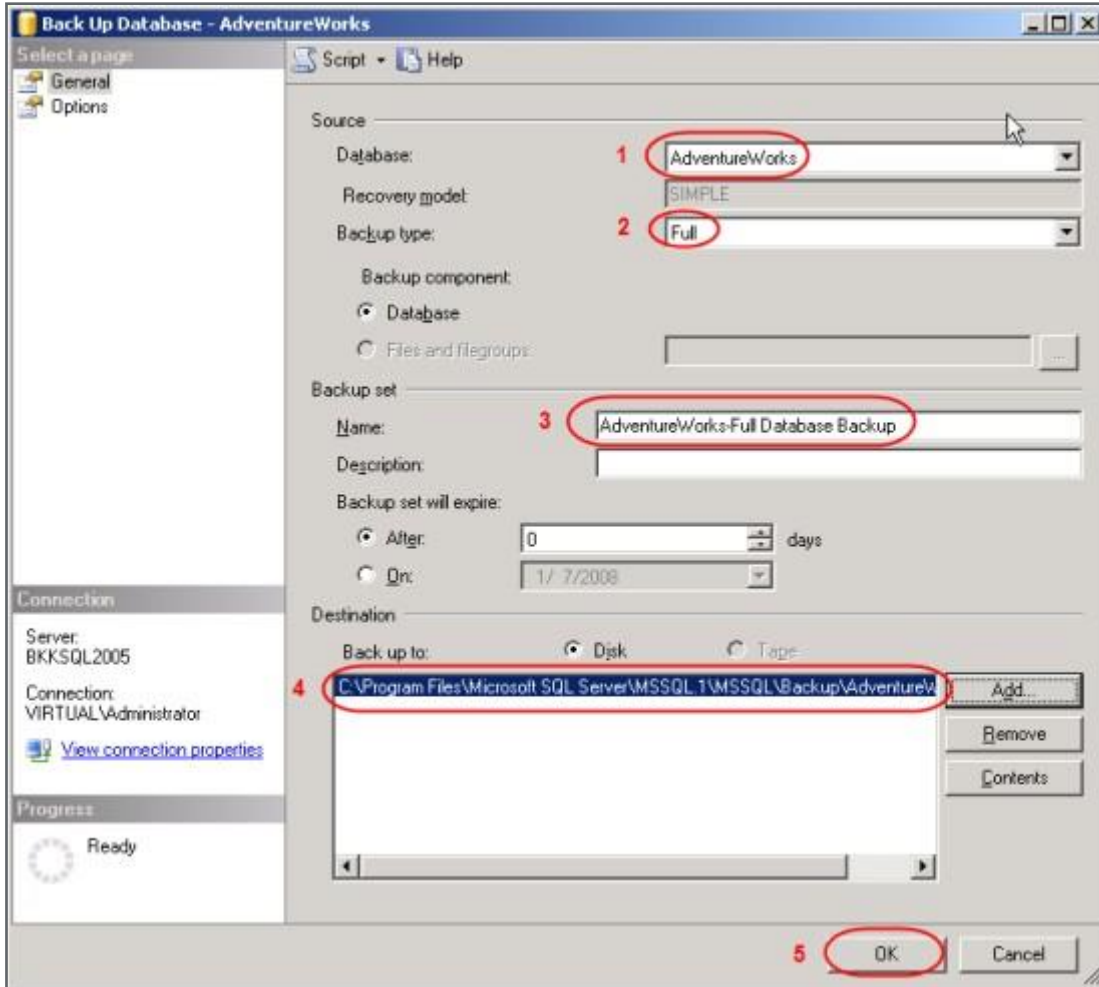 Back Up Database - AdventureWorks
Select a page
General
Options
Script Help
Source
Database: 1 AdventureWorks
Recovery model: SIMPLE
Backup type: 2 Full
Backup component:
Database
Files and filegroups: ...
Backup set
Name: 3 AdventureWorks-Full Database Backup
Description:
Backup set will expire:
After: 0 days
On: 1/ 7/2008
Destination
Back up to: Disk Tape
4 C:\Program Files\Microsoft SQL Server\MSSQL.1\MSSQL\Backup\AdventureW
Add...
Remove
Contents
Connection
Server:
BKKSQL2005
Connection:
VIRTUAL\Administrator
View connection properties
Progress
Ready
5 OK Cancel